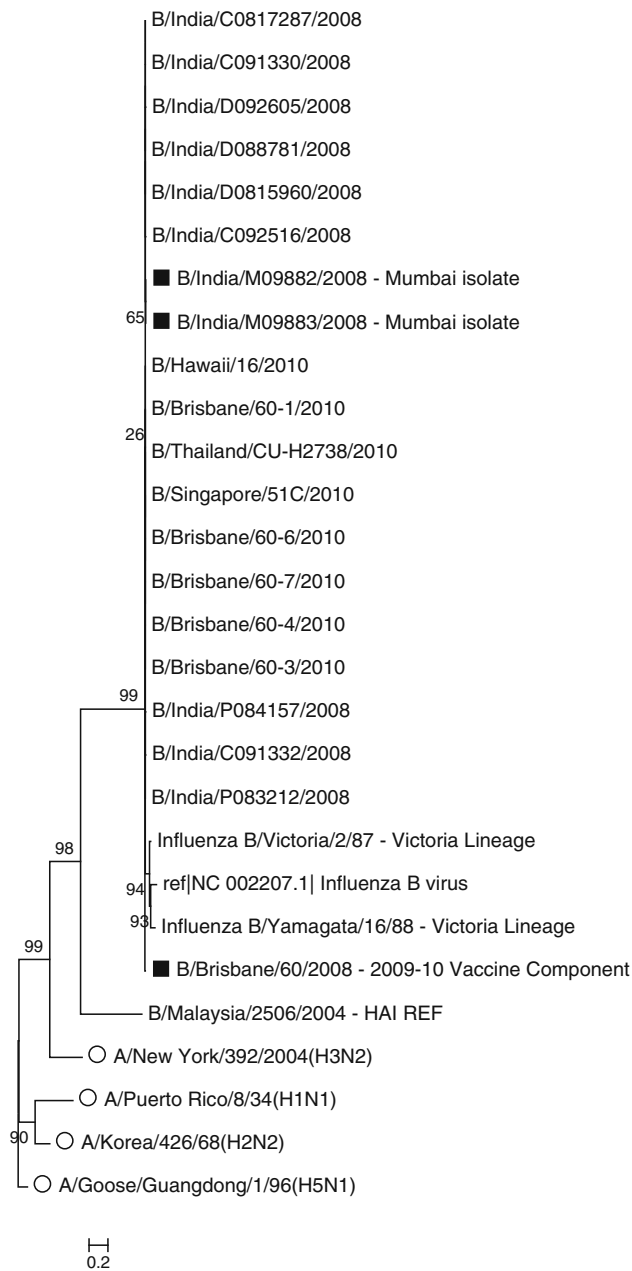 B/India/C0817287/2008
B/India/C091330/2008
B/India/D092605/2008
B/India/D088781/2008
B/India/D0815960/2008
B/India/C092516/2008
B/India/M09882/2008 - Mumbai isolate
65 B/India/M09883/2008 - Mumbai isolate
B/Hawaii/16/2010
B/Brisbane/60-1/2010
26
B/Thailand/CU-H2738/2010
B/Singapore/51C/2010
B/Brisbane/60-6/2010
B/Brisbane/60-7/2010
B/Brisbane/60-4/2010
B/Brisbane/60-3/2010
99
B/India/P084157/2008
B/India/C091332/2008
B/India/P083212/2008
Influenza B/Victoria/2/87 - Victoria Lineage
98
94 ref|NC 002207.1| Influenza B virus
93 Influenza B/Yamagata/16/88 - Victoria Lineage
99
B/Brisbane/60/2008 - 2009-10 Vaccine Component
B/Malaysia/2506/2004 - HAI REF
A/New York/392/2004(H3N2)
A/Puerto Rico/8/34(H1N1)
90
A/Korea/426/68(H2N2)
A/Goose/Guangdong/1/96(H5N1)
0.2